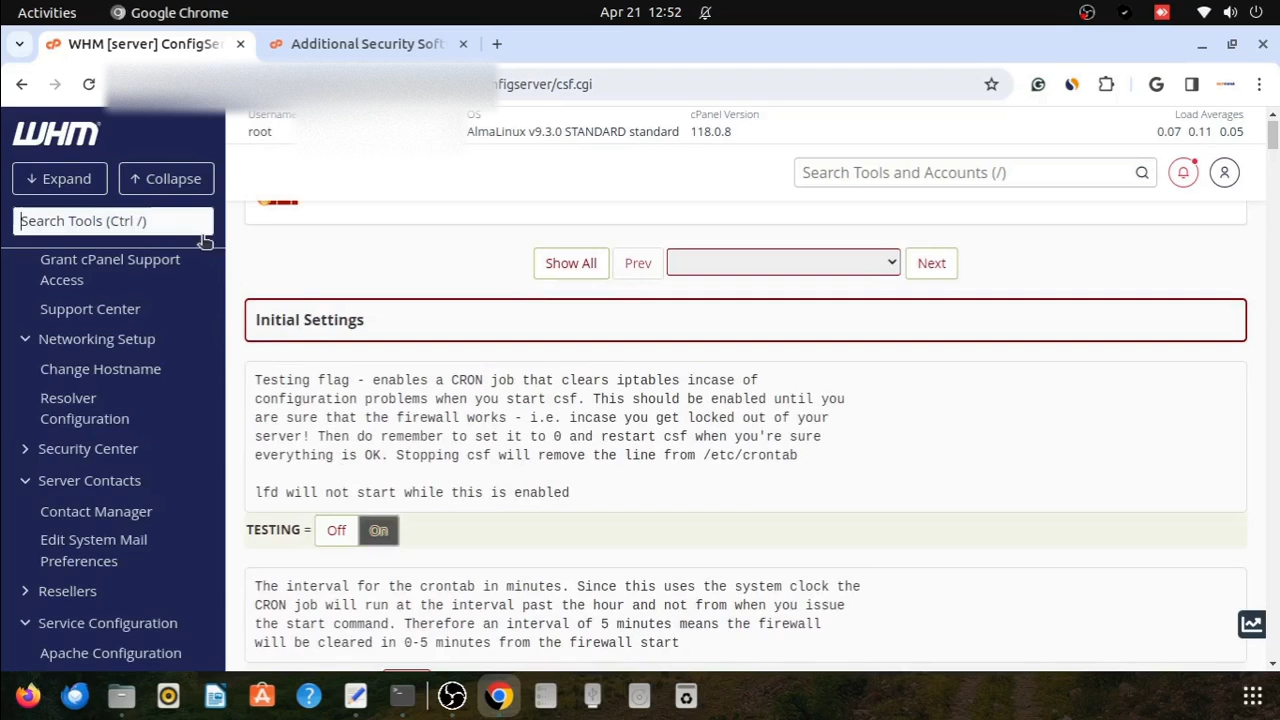 Activities
Google Chrome
Apr 21 12:52
WHM [server] ConfigSe
Additional Security Soft
nfigserver/csf.cgi
WHM
Username
OS
cPanel Version
Load Averages
root
AlmaLinux v9.3.0 STANDARD standard
118.0.8
0.07 0.11 0.05
Expand
Collapse
Search Tools and Accounts (/)
Search Tools (Ctrl /)
Grant cPanel Support
Access
Support Center
Networking Setup
Change Hostname
Resolver
Configuration
Security Center
Server Contacts
Contact Manager
Edit System Mail
Preferences
Resellers
Service Configuration
Apache Configuration
Show All
Prev
Next
Initial Settings
Testing flag - enables a CRON job that clears iptables incase of
configuration problems when you start csf. This should be enabled until you
are sure that the firewall works - i.e. incase you get locked out of your
server! Then do remember to set it to 0 and restart csf when you're sure
everything is OK. Stopping csf will remove the line from /etc/crontab
lfd will not start while this is enabled
TESTING =
Off
On
The interval for the crontab in minutes. Since this uses the system clock the
CRON job will run at the interval past the hour and not from when you issue
the start command. Therefore an interval of 5 minutes means the firewall
will be cleared in 0-5 minutes from the firewall start